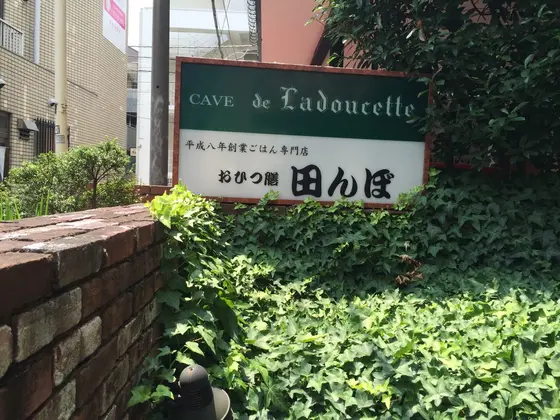 CAVE de Ladoucette
平成八年創業ごはん専門店
おひつ膳 田んぼ